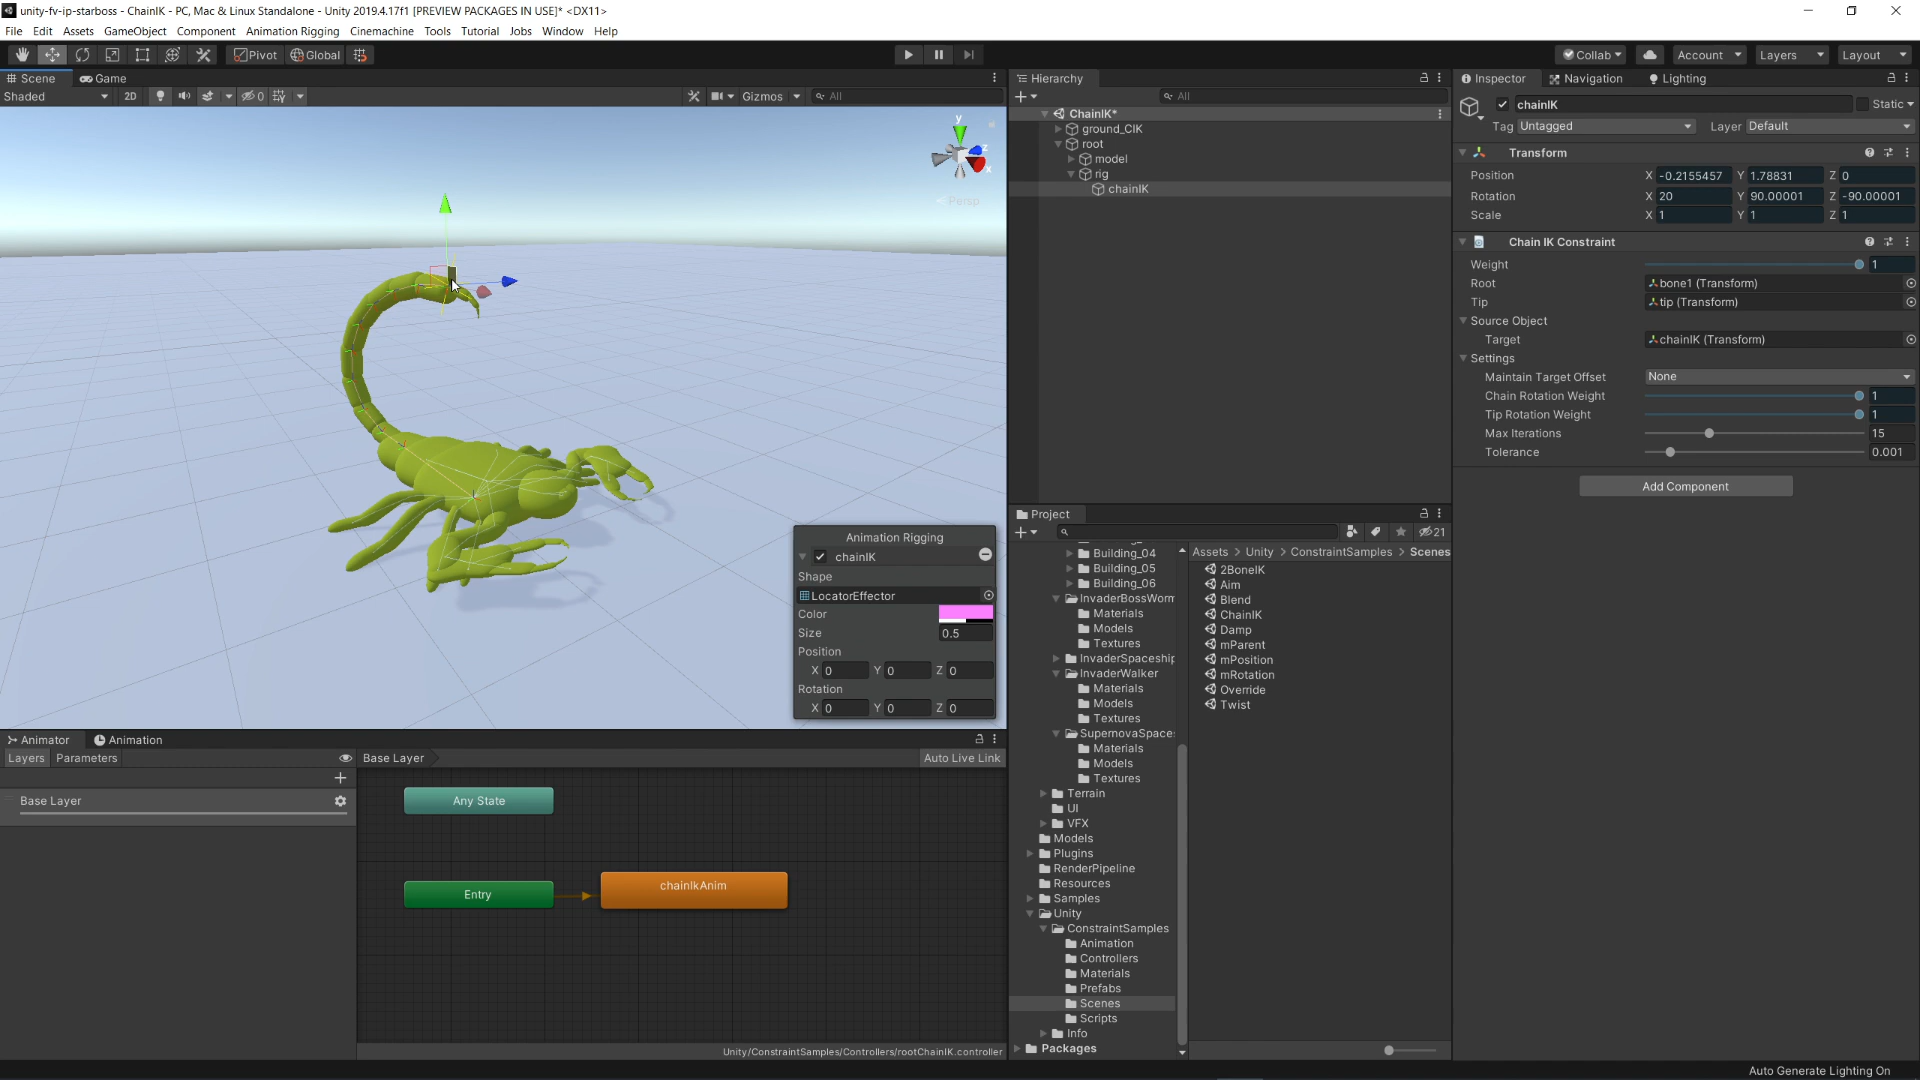 unity-fv-ip-starboss - ChainIK - PC, Mac & Linux Standalone - Unity 2019.4.17f1 [PREVIEW PACKAGES IN USE]* <DX11>
File Edit Assets GameObject Component Animation Rigging Cinemachine Tools Tutorial Jobs Window Help
Pivot Global Collab Account Layers Layout
Scene Game
Shaded 2D 0 Gizmos All
y
z
x
Persp
Animation Rigging
chainIK
Shape
LocatorEffector
Color
Size 0.5
Position
X 0 Y 0 Z 0
Rotation
X 0 Y 0 Z 0
Animator Animation
Layers Parameters Base Layer Auto Live Link
Base Layer
Any State
Entry
chainIkAnim
Unity/ConstraintSamples/Controllers/rootChainIK.controller
Hierarchy
All
ChainIK*
ground_CIK
root
model
rig
chainIK
Project
21
Building_04
Building_05
Building_06
InvaderBossWorm
Materials
Models
Textures
InvaderSpaceship
InvaderWalker
Materials
Models
Textures
SupernovaSpace
Materials
Models
Textures
Terrain
UI
VFX
Models
Plugins
RenderPipeline
Resources
Samples
Unity
ConstraintSamples
Animation
Controllers
Materials
Prefabs
Scenes
Scripts
Info
Packages
Assets > Unity > ConstraintSamples > Scenes
2BoneIK
Aim
Blend
ChainIK
Damp
mParent
mPosition
mRotation
Override
Twist
Inspector Navigation Lighting
chainIK Static
Tag Untagged Layer Default
Transform
Position X -0.2155457 Y 1.78831 Z 0
Rotation X 20 Y 90.00001 Z -90.00001
Scale X 1 Y 1 Z 1
Chain IK Constraint
Weight 1
Root bone1 (Transform)
Tip tip (Transform)
Source Object
Target chainIK (Transform)
Settings
Maintain Target Offset None
Chain Rotation Weight 1
Tip Rotation Weight 1
Max Iterations 15
Tolerance 0.001
Add Component
Auto Generate Lighting On